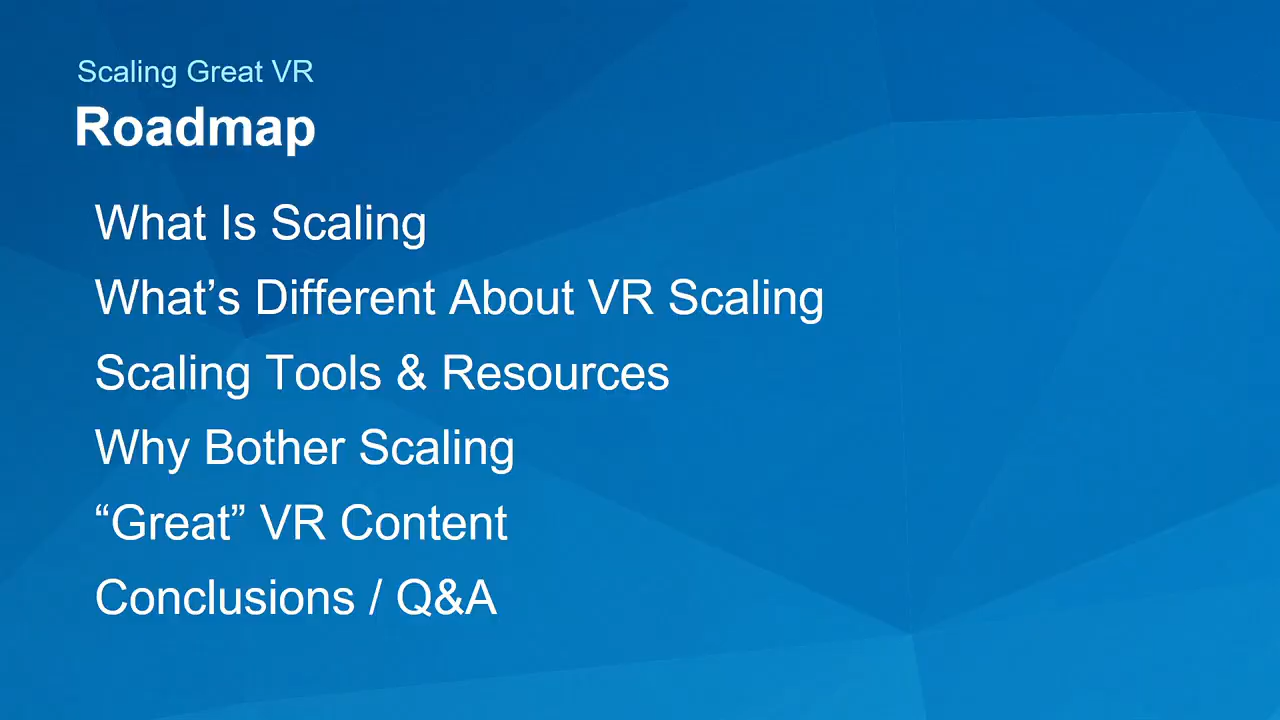 Scaling Great VR
Roadmap
What Is Scaling
What’s Different About VR Scaling
Scaling Tools & Resources
Why Bother Scaling
“Great” VR Content
Conclusions / Q&A